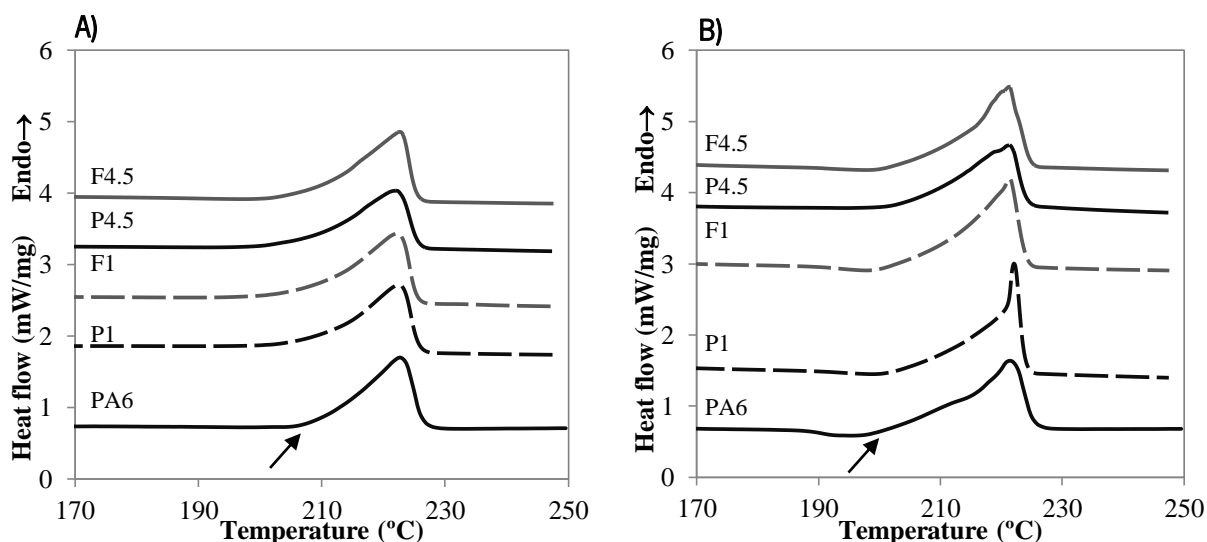 A)
6
5
4
3
2
1
0
Heat flow (mW/mg) Endo→
F4.5
P4.5
F1
P1
PA6
170 190 210 230 250
Temperature (ºC)
B)
6
5
4
3
2
1
0
Heat flow (mW/mg) Endo→
F4.5
P4.5
F1
P1
PA6
170 190 210 230 250
Temperature (ºC)